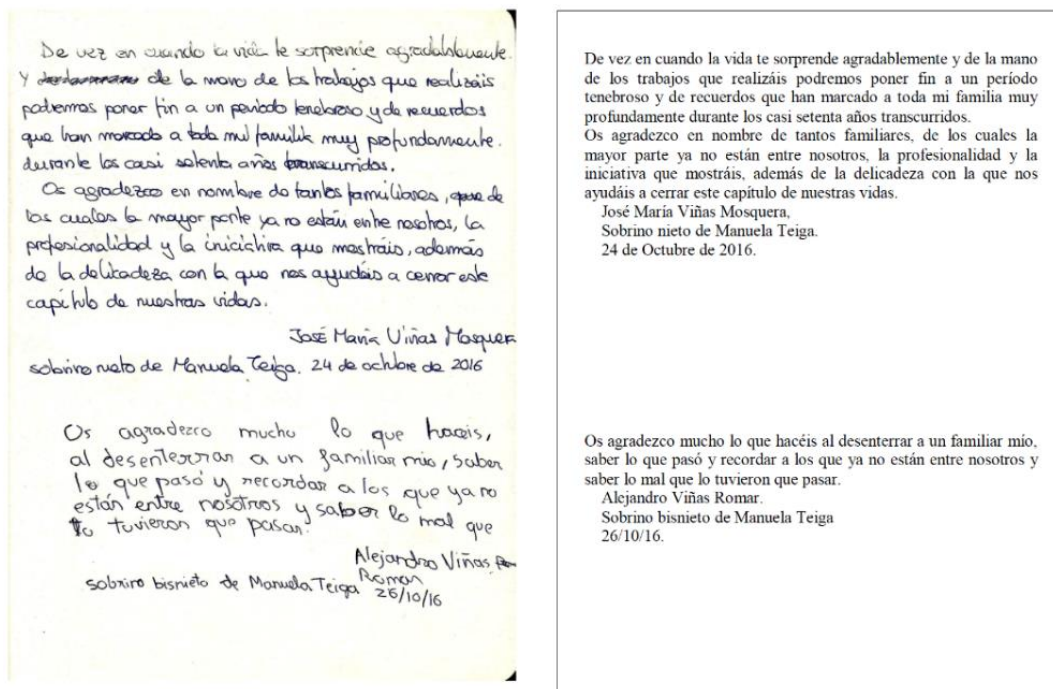 De vez en cuando la vida te sorprende agradablemente.
Y de la mano de los trabajos que realizáis
podremos poner fin a un período tenebroso y de recuerdos
que han marcado a toda mi familia muy profundamente.
durante los casi setenta años transcurridos.
Os agradezco en nombre de tantos familiares, de
los cuales la mayor parte ya no están entre nosotros, la
profesionalidad y la iniciativa que mostráis, además
de la delicadeza con la que nos ayudáis a cerrar este
capítulo de nuestras vidas.
José María Viñas Mosquera
sobrino nieto de Manuela Teiga. 24 de octubre de 2016
Os agradezco mucho lo que haceis,
al desenterrar a un familiar mio, saber
lo que pasó y recordar a los que ya no
están entre nosotros y saber lo mal que
lo tuvieron que pasar.
Alejandro Viñas
Romar
sobrino bisnieto de Manuela Teiga 26/10/16
De vez en cuando la vida te sorprende agradablemente y de la mano
de los trabajos que realizáis podremos poner fin a un período
tenebroso y de recuerdos que han marcado a toda mi familia muy
profundamente durante los casi setenta años transcurridos.
Os agradezco en nombre de tantos familiares, de los cuales la
mayor parte ya no están entre nosotros, la profesionalidad y la
iniciativa que mostráis, además de la delicadeza con la que nos
ayudáis a cerrar este capítulo de nuestras vidas.
José María Viñas Mosquera,
Sobrino nieto de Manuela Teiga.
24 de Octubre de 2016.
Os agradezco mucho lo que hacéis al desenterrar a un familiar mío,
saber lo que pasó y recordar a los que ya no están entre nosotros y
saber lo mal que lo tuvieron que pasar.
Alejandro Viñas Romar.
Sobrino bisnieto de Manuela Teiga
26/10/16.